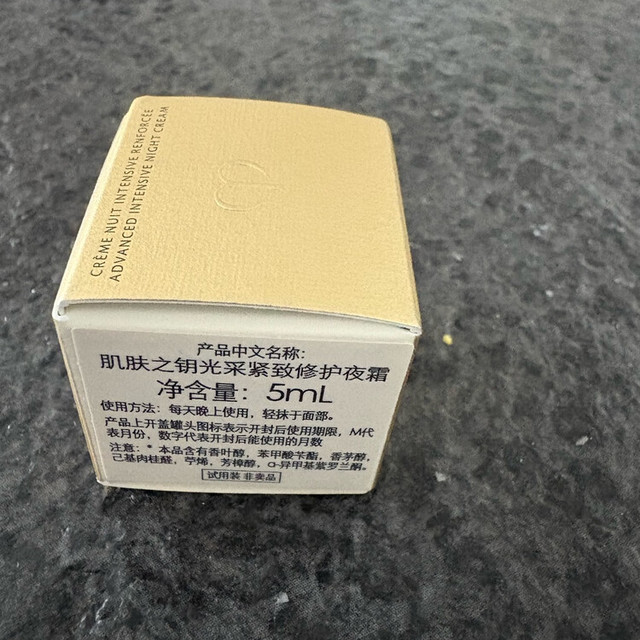 CRÈME NUIT INTENSIVE RENFORCÉE
ADVANCED INTENSIVE NIGHT CREAM
产品中文名称:
肌肤之钥光采紧致修护夜霜
净含量: 5mL
使用方法: 每天晚上使用, 轻抹于面部。
产品上开盖罐头图标表示开封后使用期限, M代
表月份, 数字代表开封后能使用的月数
注意: * 本品含有香叶醇, 苯甲酸苄酯, 香茅醇,
己基肉桂醛, 苧烯, 芳樟醇, α-异甲基紫罗兰酮。
试用装 非卖品